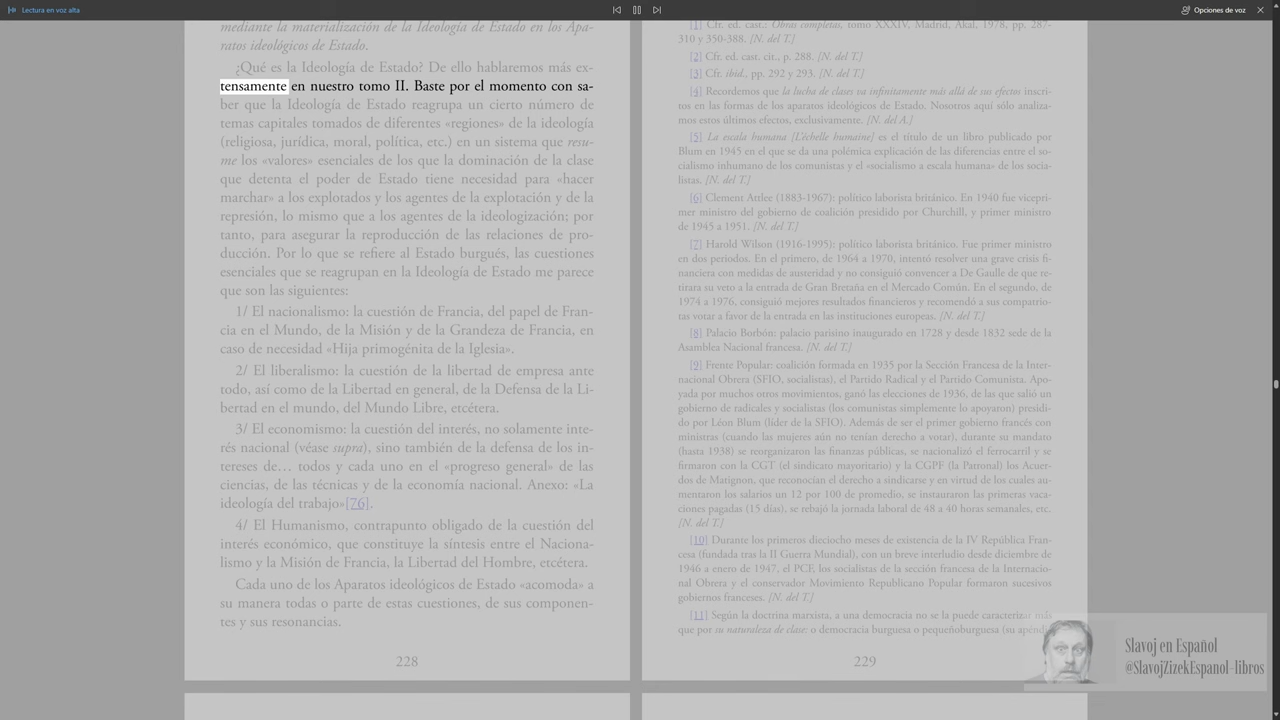 Lectura en voz alta
Opciones de voz
mediante la materialización de la Ideología de Estado en los Apa-
ratos ideológicos de Estado.
¿Qué es la Ideología de Estado? De ello hablaremos más ex-
tensamente en nuestro tomo II. Baste por el momento con sa-
ber que la Ideología de Estado reagrupa un cierto número de
temas capitales tomados de diferentes «regiones» de la ideología
(religiosa, jurídica, moral, política, etc.) en un sistema que resu-
me los «valores» esenciales de los que la dominación de la clase
que detenta el poder de Estado tiene necesidad para «hacer
marchar» a los explotados y los agentes de la explotación y de la
represión, lo mismo que a los agentes de la ideologización; por
tanto, para asegurar la reproducción de las relaciones de pro-
ducción. Por lo que se refiere al Estado burgués, las cuestiones
esenciales que se reagrupan en la Ideología de Estado me parece
que son las siguientes:
1/ El nacionalismo: la cuestión de Francia, del papel de Fran-
cia en el Mundo, de la Misión y de la Grandeza de Francia, en
caso de necesidad «Hija primogénita de la Iglesia».
2/ El liberalismo: la cuestión de la libertad de empresa ante
todo, así como de la Libertad en general, de la Defensa de la Li-
bertad en el mundo, del Mundo Libre, etcétera.
3/ El economismo: la cuestión del interés, no solamente inte-
rés nacional (véase supra), sino también de la defensa de los in-
tereses de… todos y cada uno en el «progreso general» de las
ciencias, de las técnicas y de la economía nacional. Anexo: «La
ideología del trabajo»[76].
4/ El Humanismo, contrapunto obligado de la cuestión del
interés económico, que constituye la síntesis entre el Naciona-
lismo y la Misión de Francia, la Libertad del Hombre, etcétera.
Cada uno de los Aparatos ideológicos de Estado «acomoda» a
su manera todas o parte de estas cuestiones, de sus componen-
tes y sus resonancias.
228
[1] Cfr. ed. cast.: Obras completas, tomo XXXIV, Madrid, Akal, 1978, pp. 287-
310 y 350-388. [N. del T.]
[2] Cfr. ed. cast. cit., p. 288. [N. del T.]
[3] Cfr. ibid., pp. 292 y 293. [N. del T.]
[4] Recordemos que la lucha de clases va infinitamente más allá de sus efectos inscri-
tos en las formas de los aparatos ideológicos de Estado. Nosotros aquí sólo analiza-
mos estos últimos efectos, exclusivamente. [N. del A.]
[5] La escala humana [L'échelle humaine] es el título de un libro publicado por
Blum en 1945 en el que se da una polémica explicación de las diferencias entre el so-
cialismo inhumano de los comunistas y el «socialismo a escala humana» de los socia-
listas. [N. del T.]
[6] Clement Attlee (1883-1967): político laborista británico. En 1940 fue vicepri-
mer ministro del gobierno de coalición presidido por Churchill, y primer ministro
de 1945 a 1951. [N. del T.]
[7] Harold Wilson (1916-1995): político laborista británico. Fue primer ministro
en dos periodos. En el primero, de 1964 a 1970, intentó resolver una grave crisis fi-
nanciera con medidas de austeridad y no consiguió convencer a De Gaulle de que re-
tirara su veto a la entrada de Gran Bretaña en el Mercado Común. En el segundo, de
1974 a 1976, consiguió mejores resultados financieros y recomendó a sus compatrio-
tas votar a favor de la entrada en las instituciones europeas. [N. del T.]
[8] Palacio Borbón: palacio parisino inaugurado en 1728 y desde 1832 sede de la
Asamblea Nacional francesa. [N. del T.]
[9] Frente Popular: coalición formada en 1935 por la Sección Francesa de la Inter-
nacional Obrera (SFIO, socialistas), el Partido Radical y el Partido Comunista. Apo-
yada por muchos otros movimientos, ganó las elecciones de 1936, de las que salió un
gobierno de radicales y socialistas (los comunistas simplemente lo apoyaron) presidi-
do por Léon Blum (líder de la SFIO). Además de ser el primer gobierno francés con
ministras (cuando las mujeres aún no tenían derecho a votar), durante su mandato
(hasta 1938) se reorganizaron las finanzas públicas, se nacionalizó el ferrocarril y se
firmaron con la CGT (el sindicato mayoritario) y la CGPF (la Patronal) los Acuer-
dos de Matignon, que reconocían el derecho a sindicarse y en virtud de los cuales au-
mentaron los salarios un 12 por 100 de promedio, se instauraron las primeras vaca-
ciones pagadas (15 días), se rebajó la jornada laboral de 48 a 40 horas semanales, etc.
[N. del T.]
[10] Durante los primeros dieciocho meses de existencia de la IV República Fran-
cesa (fundada tras la II Guerra Mundial), con un breve interludio desde diciembre de
1946 a enero de 1947, el PCF, los socialistas de la sección francesa de la Internacio-
nal Obrera y el conservador Movimiento Republicano Popular formaron sucesivos
gobiernos franceses. [N. del T.]
[11] Según la doctrina marxista, a una democracia no se la puede caracterizar más
que por su naturaleza de clase: o democracia burguesa o pequeñoburguesa (su apéndi-
229
Slavoj en Español
@SlavojZizekEspanol-libros